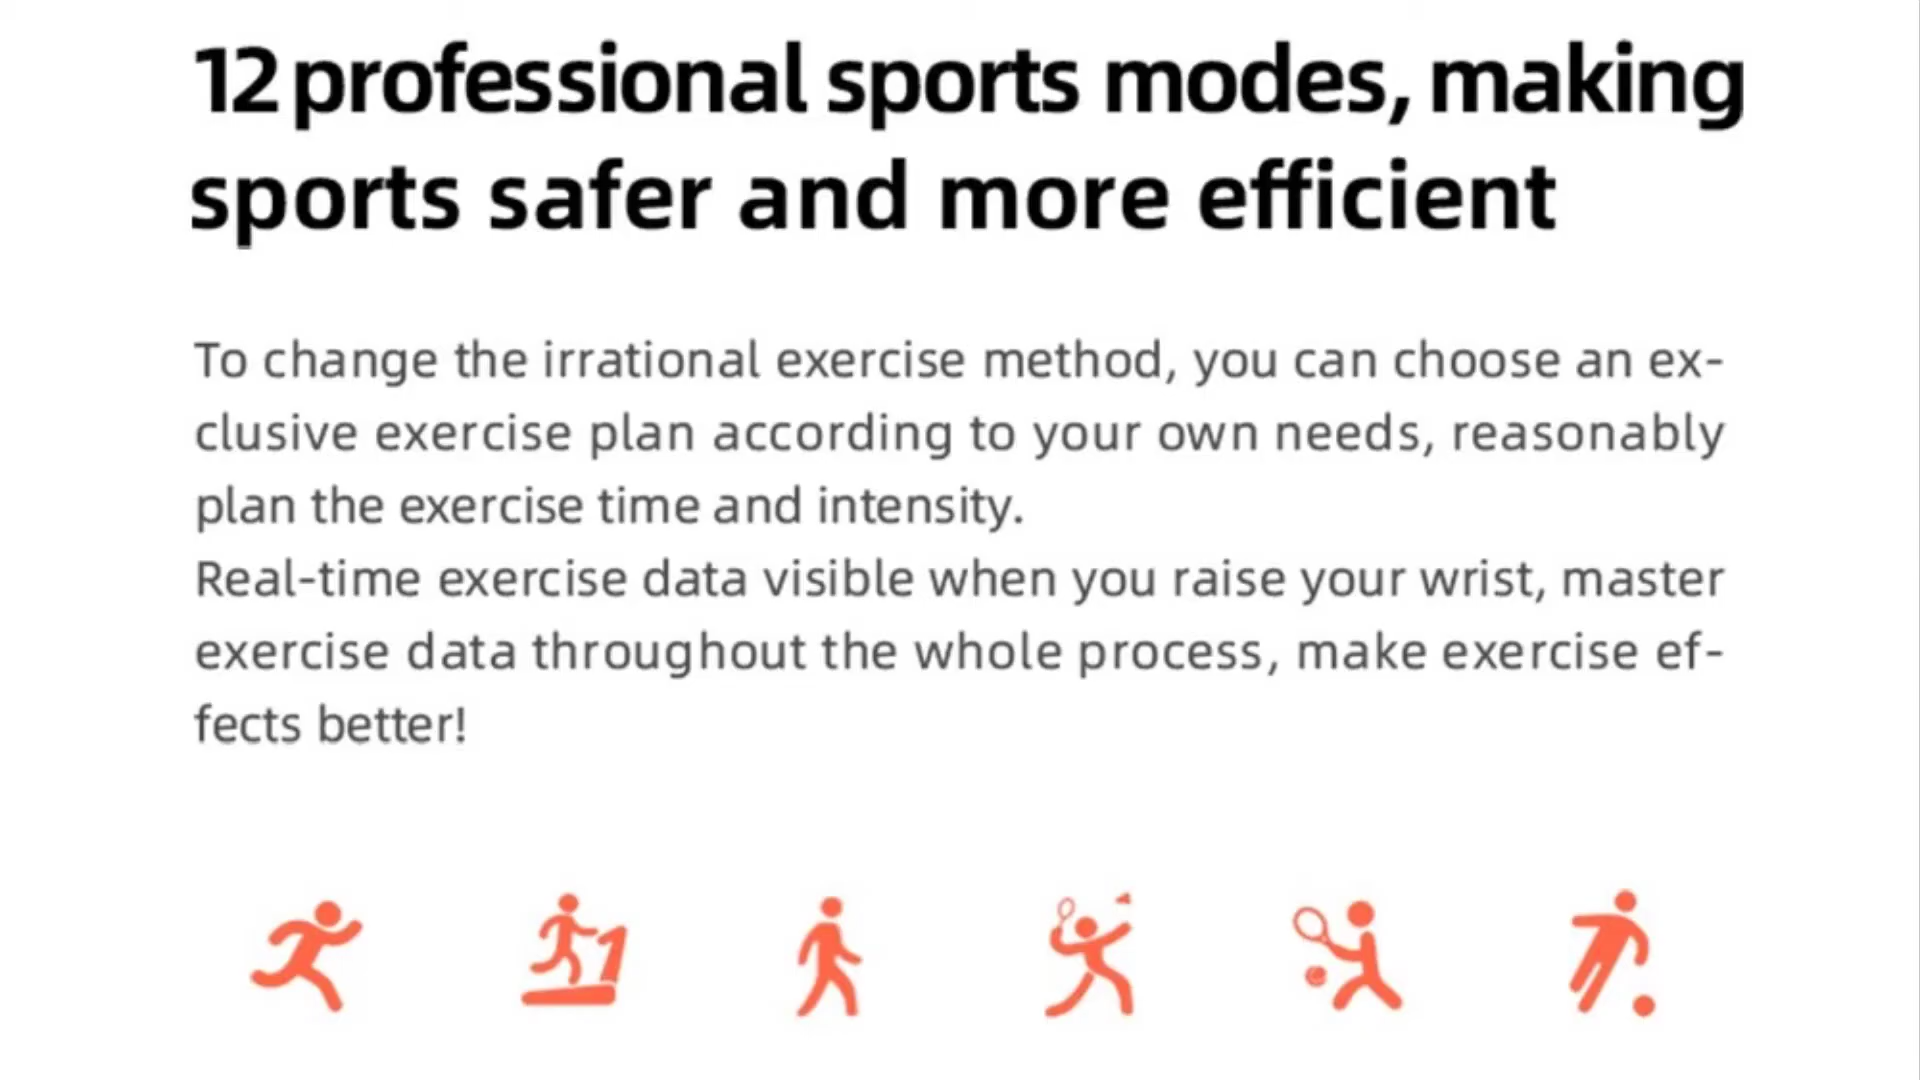 12 professional sports modes, making
sports safer and more efficient
To change the irrational exercise method, you can choose an ex-
clusive exercise plan according to your own needs, reasonably
plan the exercise time and intensity.
Real-time exercise data visible when you raise your wrist, master
exercise data throughout the whole process, make exercise ef-
fects better!